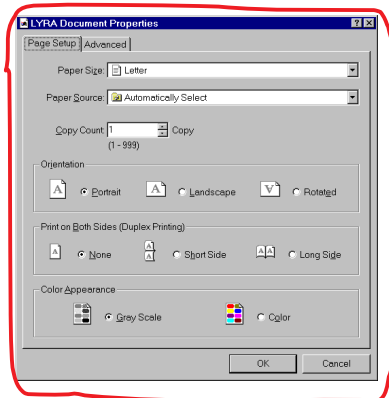 LYRA Document Properties
Page Setup Advanced
Paper Size: Letter
Paper Source: Automatically Select
Copy Count 1 Copy
(1 - 999)
Orientation
A Portrait A Landscape A Rotated
Print on Both Sides (Duplex Printing)
A None A A Short Side A A Long Side
Color Appearance
Gray Scale Color
OK Cancel